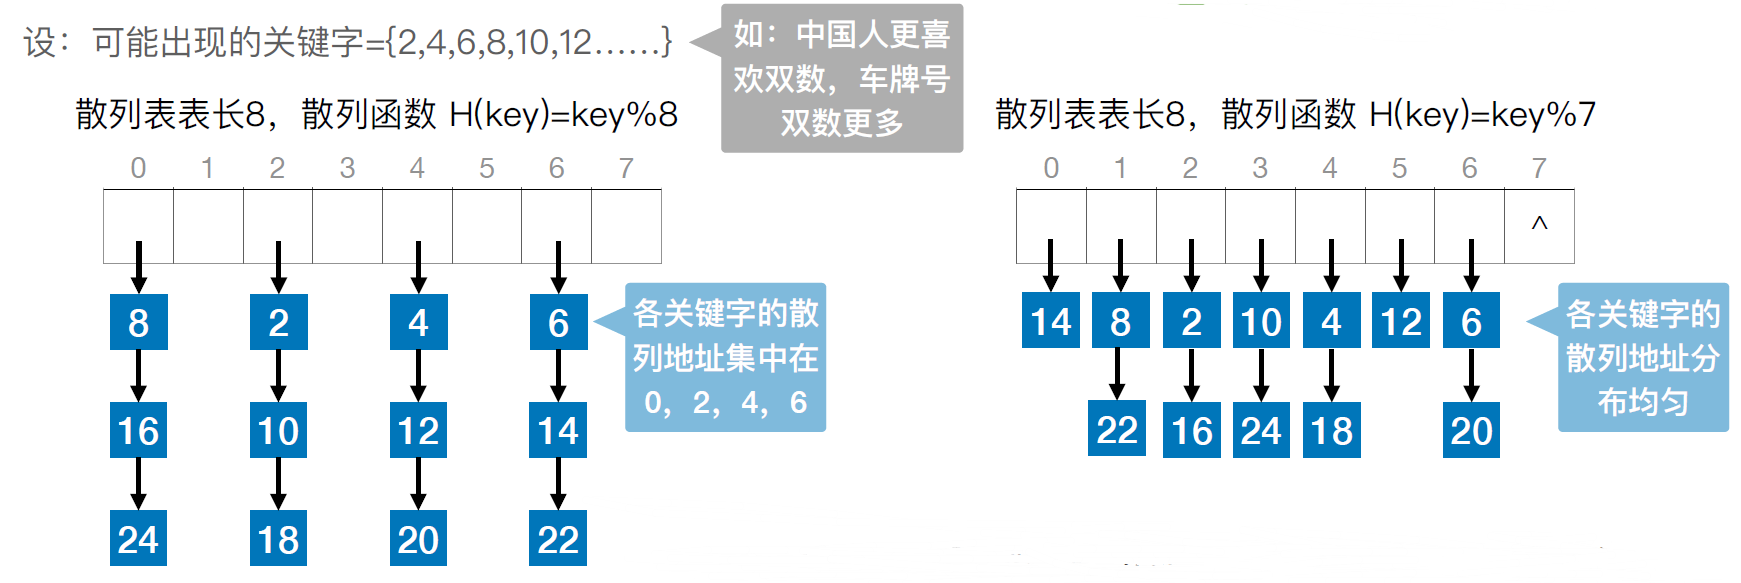 设：可能出现的关键字={2,4,6,8,10,12……}
如：中国人更喜
欢双数，车牌号
双数更多
散列表表长8，散列函数 H(key)=key%8
0 1 2 3 4 5 6 7
8 2 4 6
16 10 12 14
24 18 20 22
各关键字的散
列地址集中在
0，2，4，6
散列表表长8，散列函数 H(key)=key%7
0 1 2 3 4 5 6 7
^
14 8 2 10 4 12 6
22 16 24 18 20
各关键字的
散列地址分
布均匀